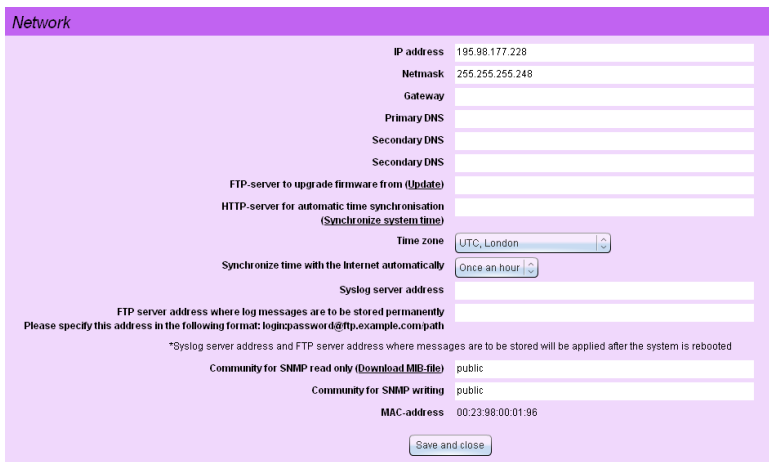 Network
IP address 195.98.177.228
Netmask 255.255.255.248
Gateway
Primary DNS
Secondary DNS
Secondary DNS
FTP-server to upgrade firmware from (Update)
HTTP-server for automatic time synchronisation
(Synchronize system time)
Time zone UTC, London
Synchronize time with the Internet automatically Once an hour
Syslog server address
FTP server address where log messages are to be stored permanently
Please specify this address in the following format: login:password@ftp.example.com/path
*Syslog server address and FTP server address where messages are to be stored will be applied after the system is rebooted
Community for SNMP read only (Download MIB-file) public
Community for SNMP writing public
MAC-address 00:23:98:00:01:96
Save and close